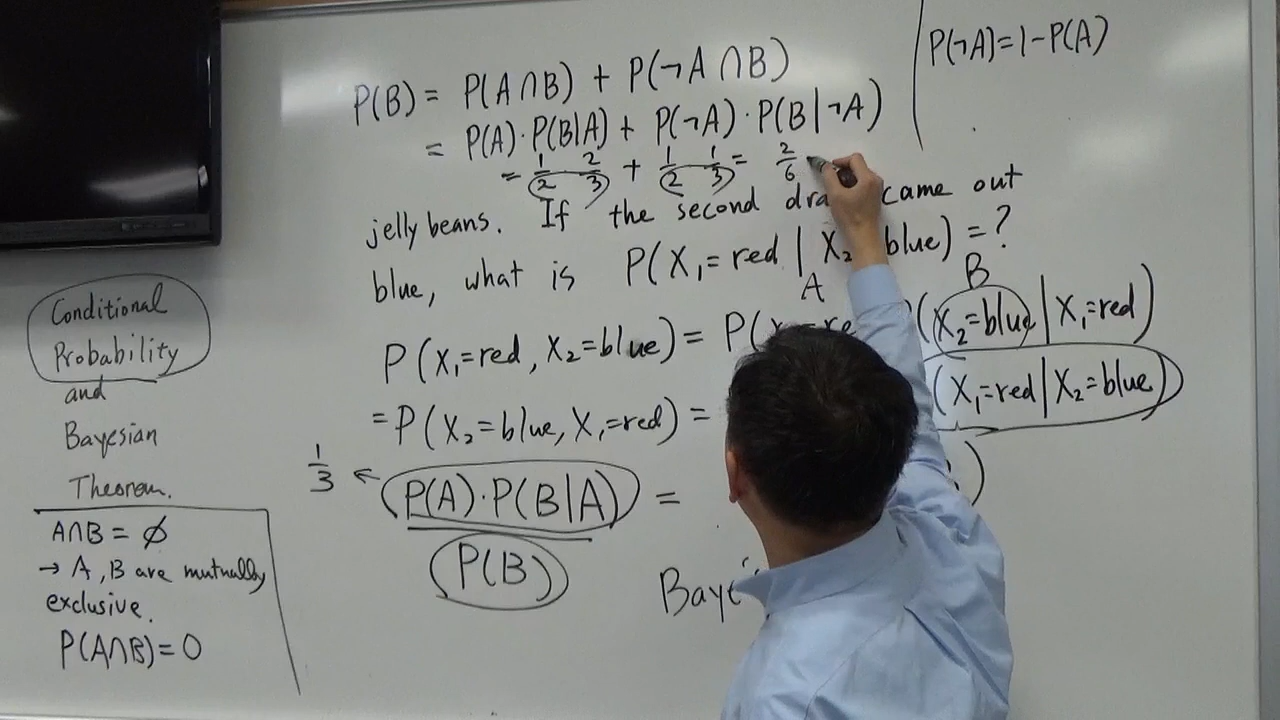 P(¬A)=1-P(A)
P(B) = P(A∩B) + P(¬A∩B)
= P(A)·P(B|A) + P(¬A)·P(B|¬A)
= 1/2 2/3 + 1/2 1/3 = 2/6
jelly beans. If the second came out
blue, what is P(X₁=red | X₂ blue) = ?
A B
P(X₁=red, X₂=blue) = P( (X₂=blue | X₁=red)
= P(X₂=blue, X₁=red) = (X₁=red | X₂=blue)
1/3 ← P(A)·P(B|A) =
P(B)
Conditional
Probability
and
Bayesian
Theorem.
A∩B = ∅
→ A, B are mutually
exclusive.
P(A∩B) = 0